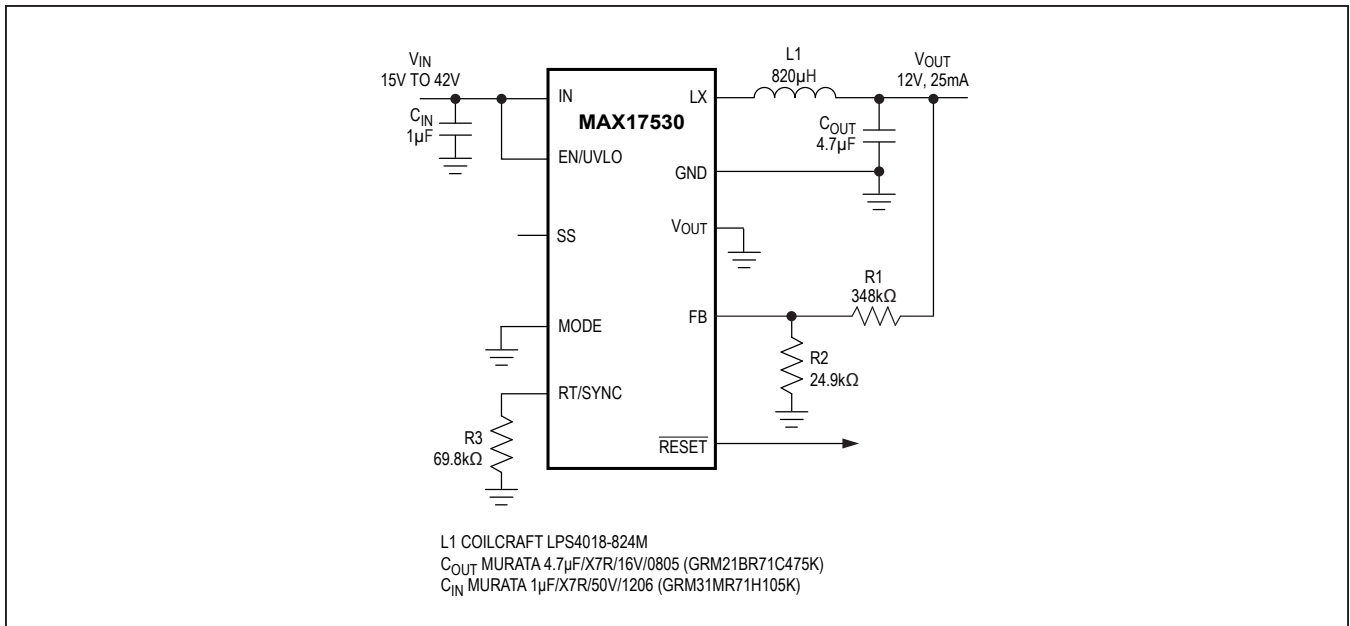 VIN
15V TO 42V
CIN
1µF
IN
EN/UVLO
SS
MODE
RT/SYNC
R3
69.8kΩ
MAX17530
LX
GND
VOUT
FB
RESET
L1
820µH
VOUT
12V, 25mA
COUT
4.7µF
R1
348kΩ
R2
24.9kΩ
L1 COILCRAFT LPS4018-824M
COUT MURATA 4.7µF/X7R/16V/0805 (GRM21BR71C475K)
CIN MURATA 1µF/X7R/50V/1206 (GRM31MR71H105K)